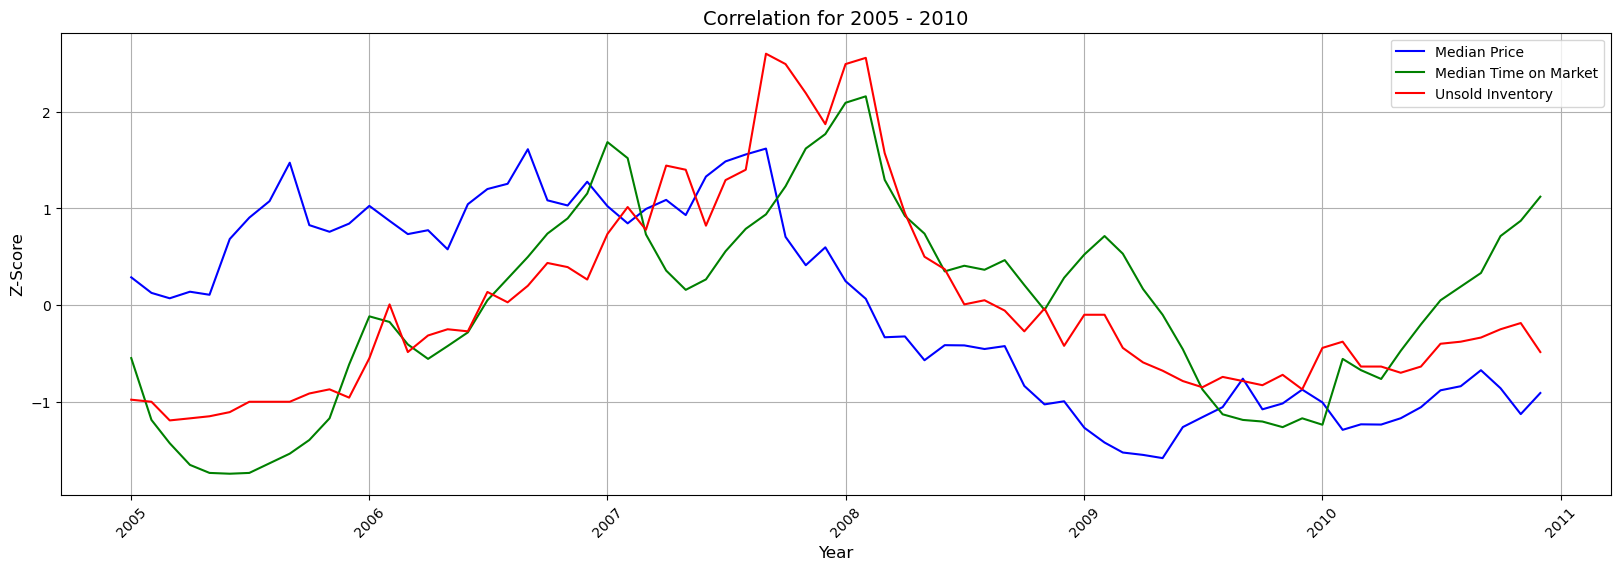 Correlation for 2005 - 2010
Median Price
Median Time on Market
Unsold Inventory
Z-Score
2
1
0
−1
2005
2006
2007
2008
2009
2010
2011
Year